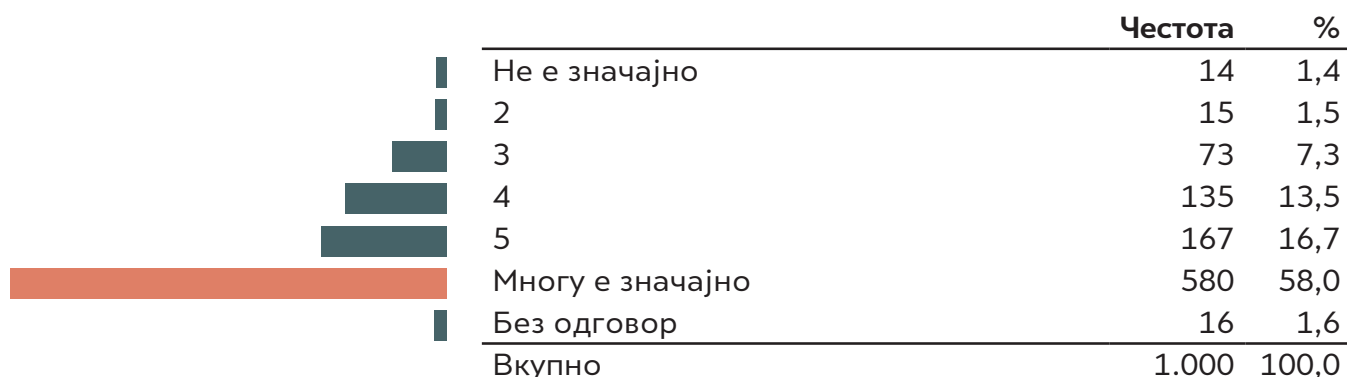 Честота %
Не е значајно 14 1,4
2 15 1,5
3 73 7,3
4 135 13,5
5 167 16,7
Многу е значајно 580 58,0
Без одговор 16 1,6
Вкупно 1.000 100,0